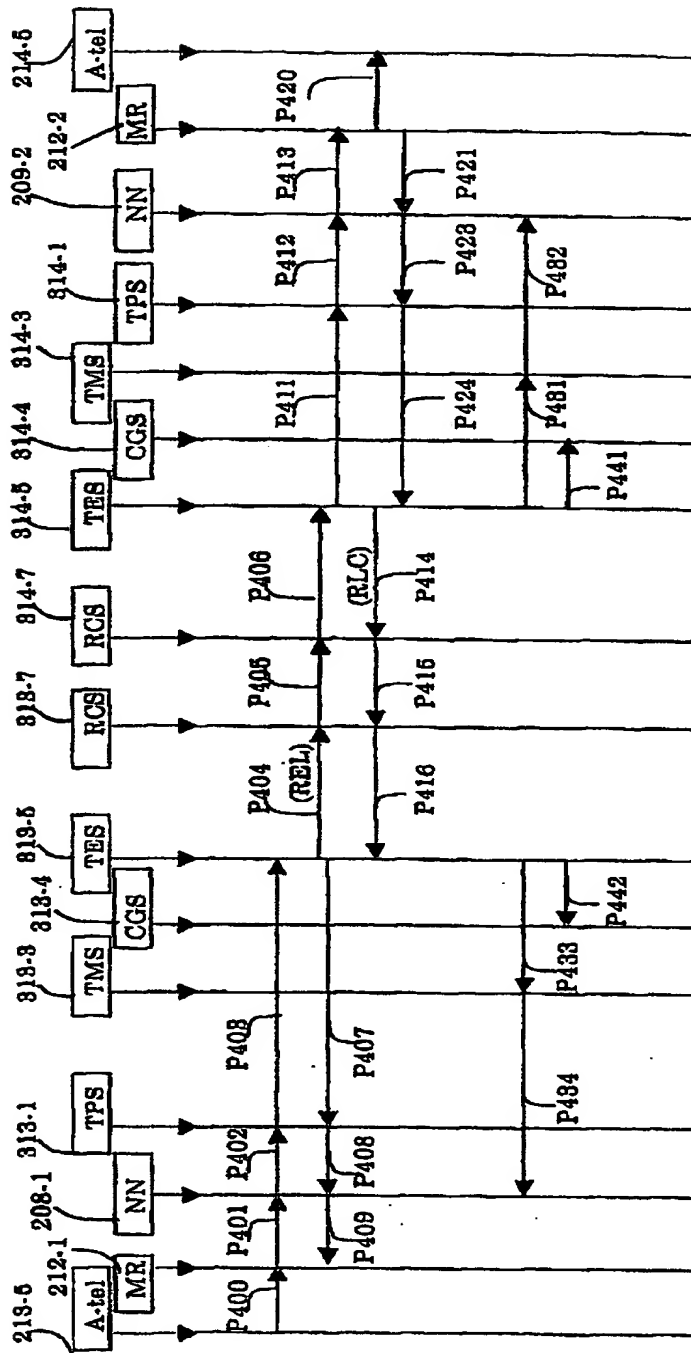 213-5
212-1
208-1
313-1
313-3
313-4
313-5
313-7
314-7
314-5
314-4
314-3
314-1
209-2
212-2
214-5
A-tel
MR
NN
TPS
TMS
CGS
TES
RCS
RCS
TES
CGS
TMS
TPS
NN
MR
A-tel
P400
P401
P402
P403
P404
(REL)
P405
P406
P411
P412
P413
P420
P409
P408
P407
P416
P415
(RLC)
P414
P424
P423
P421
P434
P433
P442
P431
P432
P441